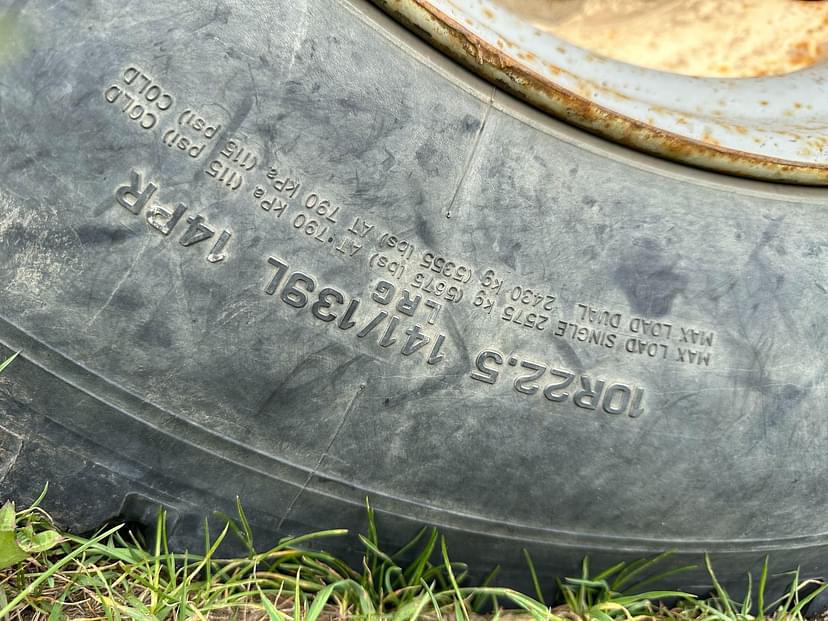 10R22.5 141/139L 14PR
LRG
MAX LOAD SINGLE 2575 kg (5675 lbs) AT 790 kPa (115 psi) COLD
MAX LOAD DUAL 2430 kg (5355 lbs) AT 790 kPa (115 psi) COLD